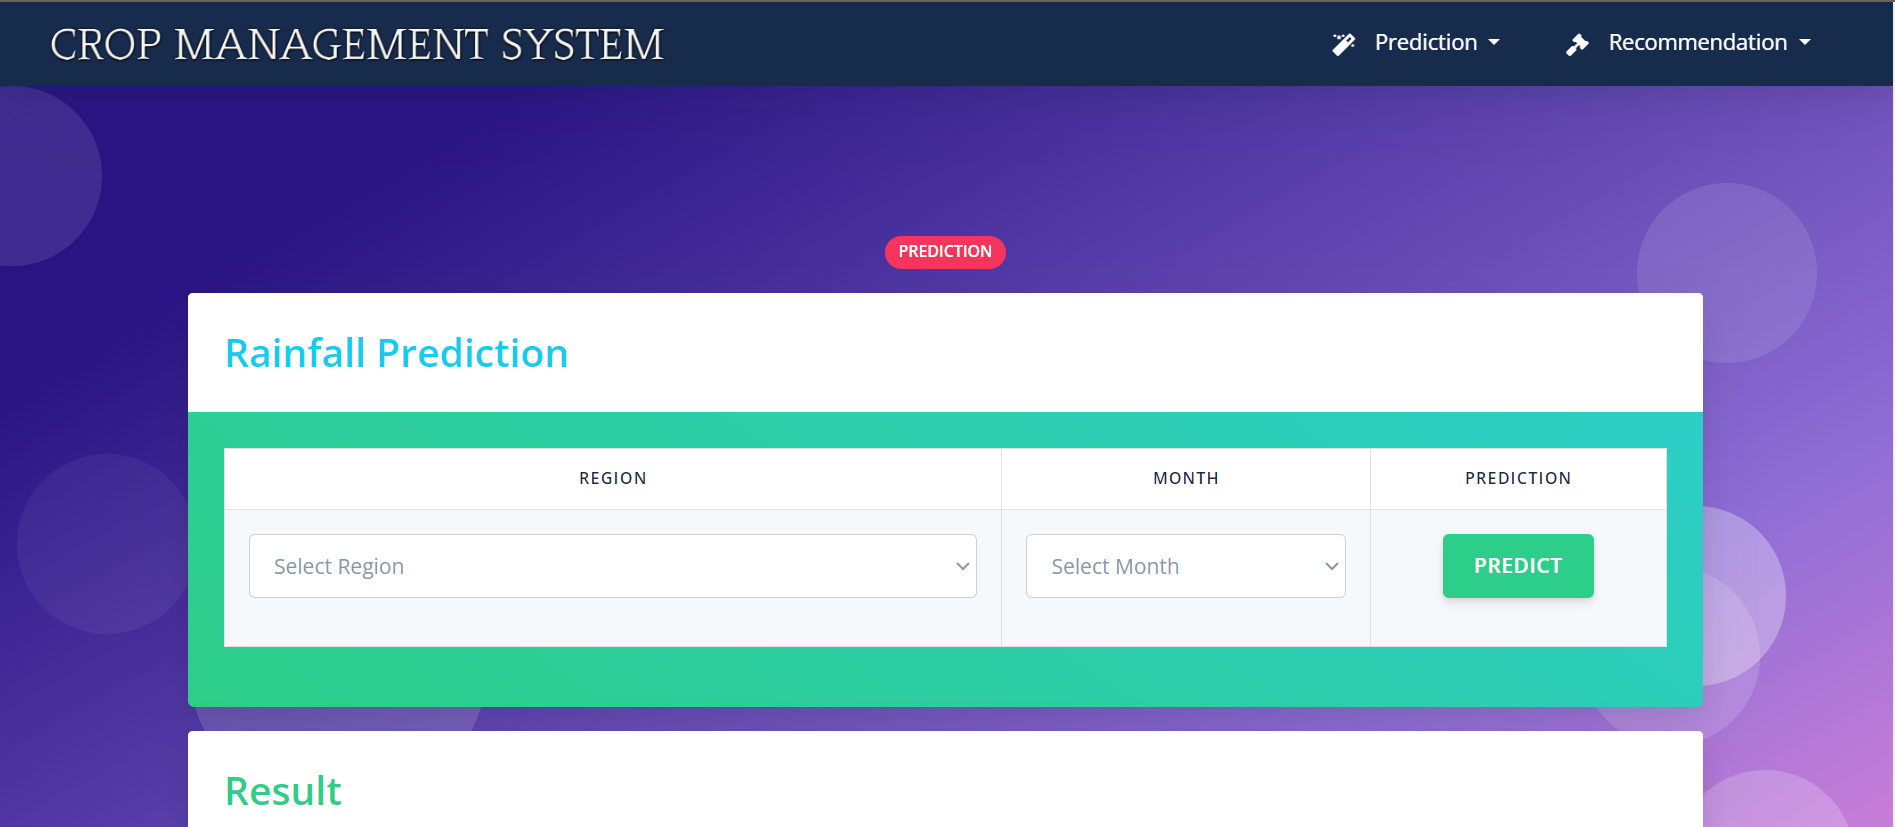 CROP MANAGEMENT SYSTEM
Prediction
Recommendation
PREDICTION
Rainfall Prediction
REGION
MONTH
PREDICTION
Select Region
Select Month
PREDICT
Result